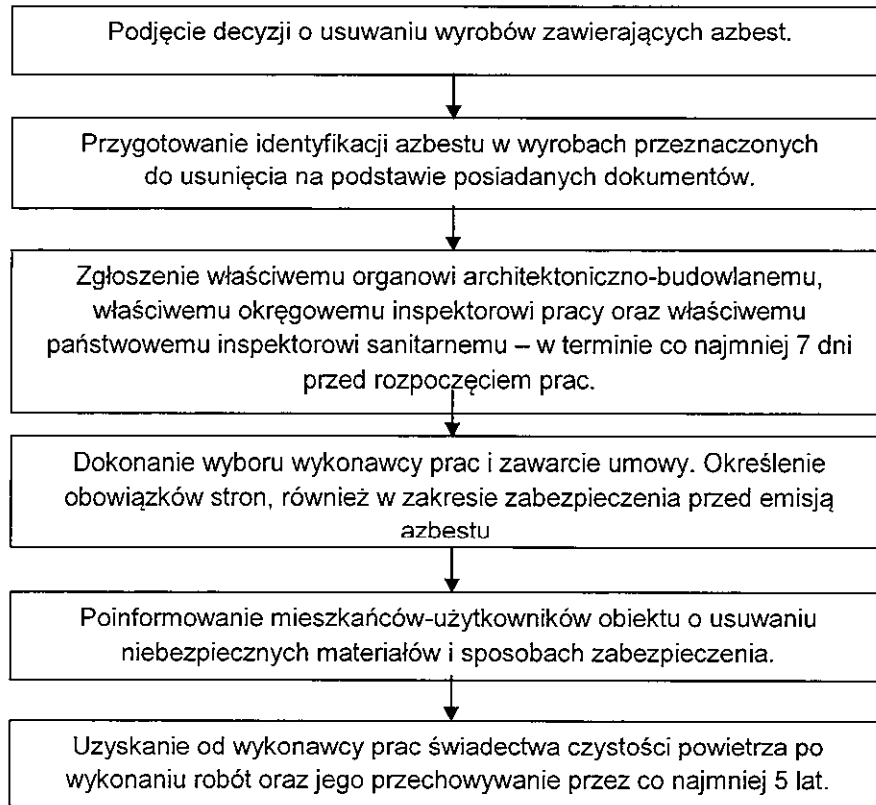 Podjęcie decyzji o usuwaniu wyrobów zawierających azbest.
Przygotowanie identyfikacji azbestu w wyrobach przeznaczonych
do usunięcia na podstawie posiadanych dokumentów.
Zgłoszenie właściwemu organowi architektoniczno-budowlanemu,
właściwemu okręgowemu inspektorowi pracy oraz właściwemu
państwowemu inspektorowi sanitarnemu – w terminie co najmniej 7 dni
przed rozpoczęciem prac.
Dokonanie wyboru wykonawcy prac i zawarcie umowy. Określenie
obowiązków stron, również w zakresie zabezpieczenia przed emisją
azbestu
Poinformowanie mieszkańców-użytkowników obiektu o usuwaniu
niebezpiecznych materiałów i sposobach zabezpieczenia.
Uzyskanie od wykonawcy prac świadectwa czystości powietrza po
wykonaniu robót oraz jego przechowywanie przez co najmniej 5 lat.